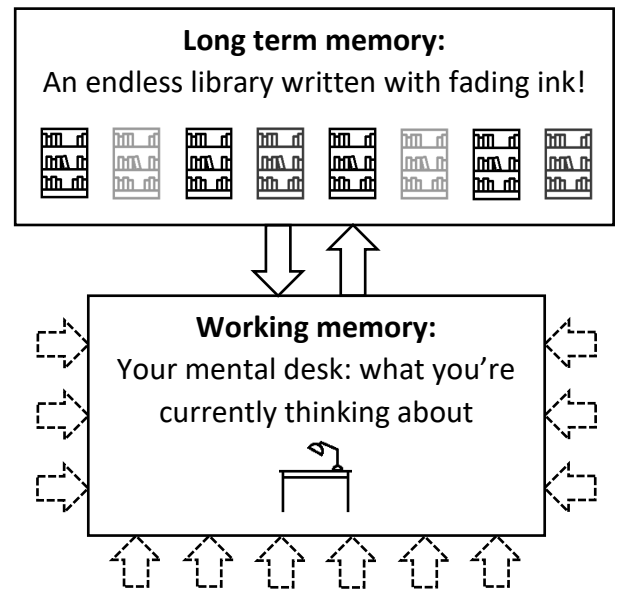 Long term memory:
An endless library written with fading ink!
Working memory:
Your mental desk: what you’re
currently thinking about